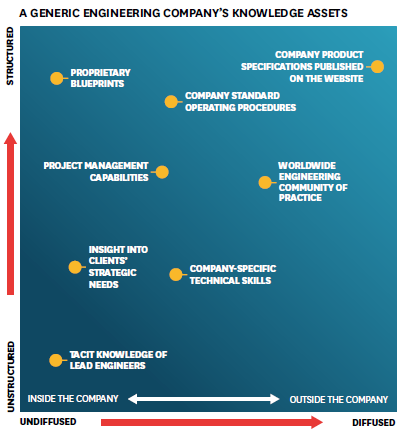 A GENERIC ENGINEERING COMPANY'S KNOWLEDGE ASSETS
STRUCTURED
COMPANY PRODUCT
SPECIFICATIONS PUBLISHED
ON THE WEBSITE
PROPRIETARY
BLUEPRINTS
COMPANY STANDARD
OPERATING PROCEDURES
PROJECT MANAGEMENT
CAPABILITIES
WORLDWIDE
ENGINEERING
COMMUNITY OF
PRACTICE
INSIGHT INTO
CLIENTS'
STRATEGIC
NEEDS
COMPANY-SPECIFIC
TECHNICAL SKILLS
TACIT KNOWLEDGE OF
LEAD ENGINEERS
UNSTRUCTURED
INSIDE THE COMPANY
OUTSIDE THE COMPANY
UNDIFFUSED
DIFFUSED